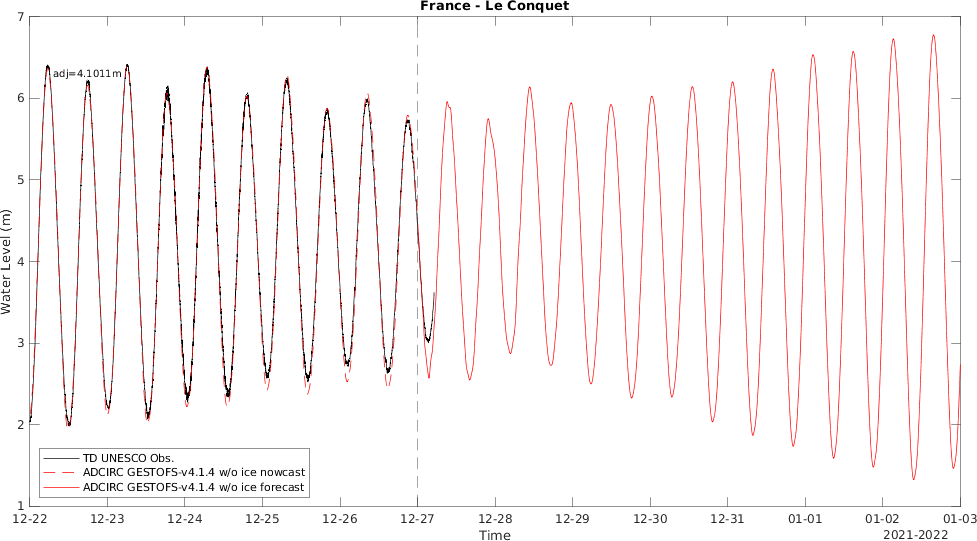 France - Le Conquet
7
6
5
4
3
2
1
Water Level (m)
adj=4.1011m
TD UNESCO Obs.
ADCIRC GESTOFS-v4.1.4 w/o ice nowcast
ADCIRC GESTOFS-v4.1.4 w/o ice forecast
12-22 12-23 12-24 12-25 12-26 12-27 12-28 12-29 12-30 12-31 01-01 01-02 01-03
Time
2021-2022